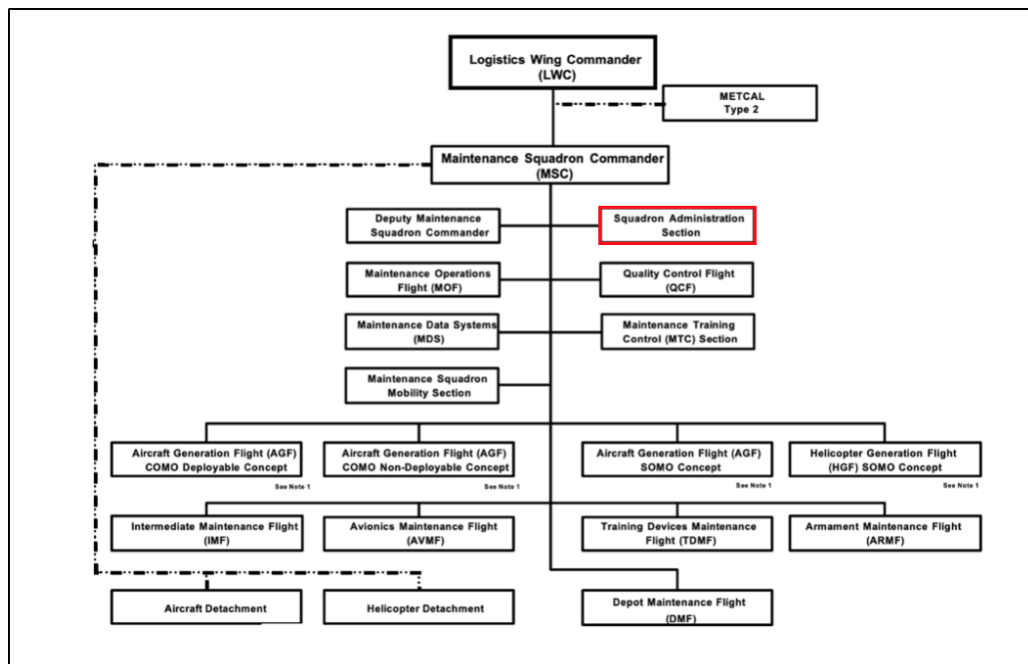 Logistics Wing Commander
(LWC)
METCAL
Type 2
Maintenance Squadron Commander
(MSC)
Deputy Maintenance
Squadron Commander
Squadron Administration
Section
Maintenance Operations
Flight (MOF)
Quality Control Flight
(QCF)
Maintenance Data Systems
(MDS)
Maintenance Training
Control (MTC) Section
Maintenance Squadron
Mobility Section
Aircraft Generation Flight (AGF)
COMO Deployable Concept
See Note 1
Aircraft Generation Flight (AGF)
COMO Non-Deployable Concept
See Note 1
Aircraft Generation Flight (AGF)
SOMO Concept
See Note 1
Helicopter Generation Flight
(HGF) SOMO Concept
See Note 1
Intermediate Maintenance Flight
(IMF)
Avionics Maintenance Flight
(AVMF)
Training Devices Maintenance
Flight (TDMF)
Armament Maintenance Flight
(ARMF)
Aircraft Detachment
Helicopter Detachment
Depot Maintenance Flight
(DMF)